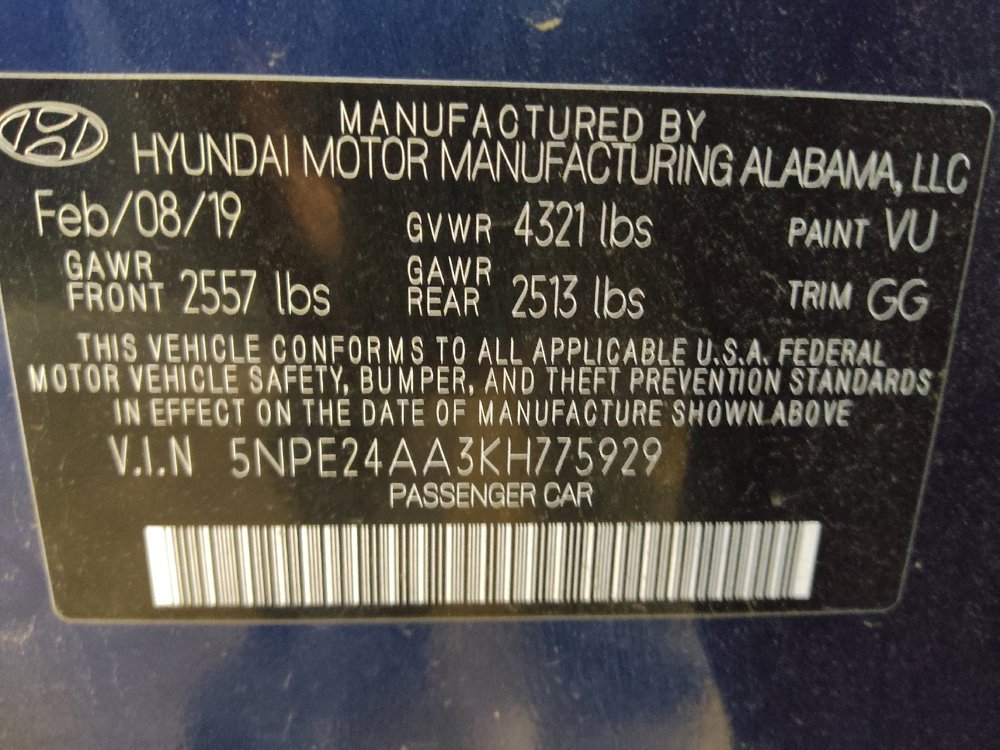 MANUFACTURED BY
HYUNDAI MOTOR MANUFACTURING ALABAMA, LLC
Feb/08/19 GVWR 4321 lbs PAINT VU
GAWR FRONT 2557 lbs GAWR REAR 2513 lbs TRIM GG
THIS VEHICLE CONFORMS TO ALL APPLICABLE U.S.A. FEDERAL
MOTOR VEHICLE SAFETY, BUMPER, AND THEFT PREVENTION STANDARDS
IN EFFECT ON THE DATE OF MANUFACTURE SHOWN ABOVE
V.I.N 5NPE24AA3KH775929
PASSENGER CAR